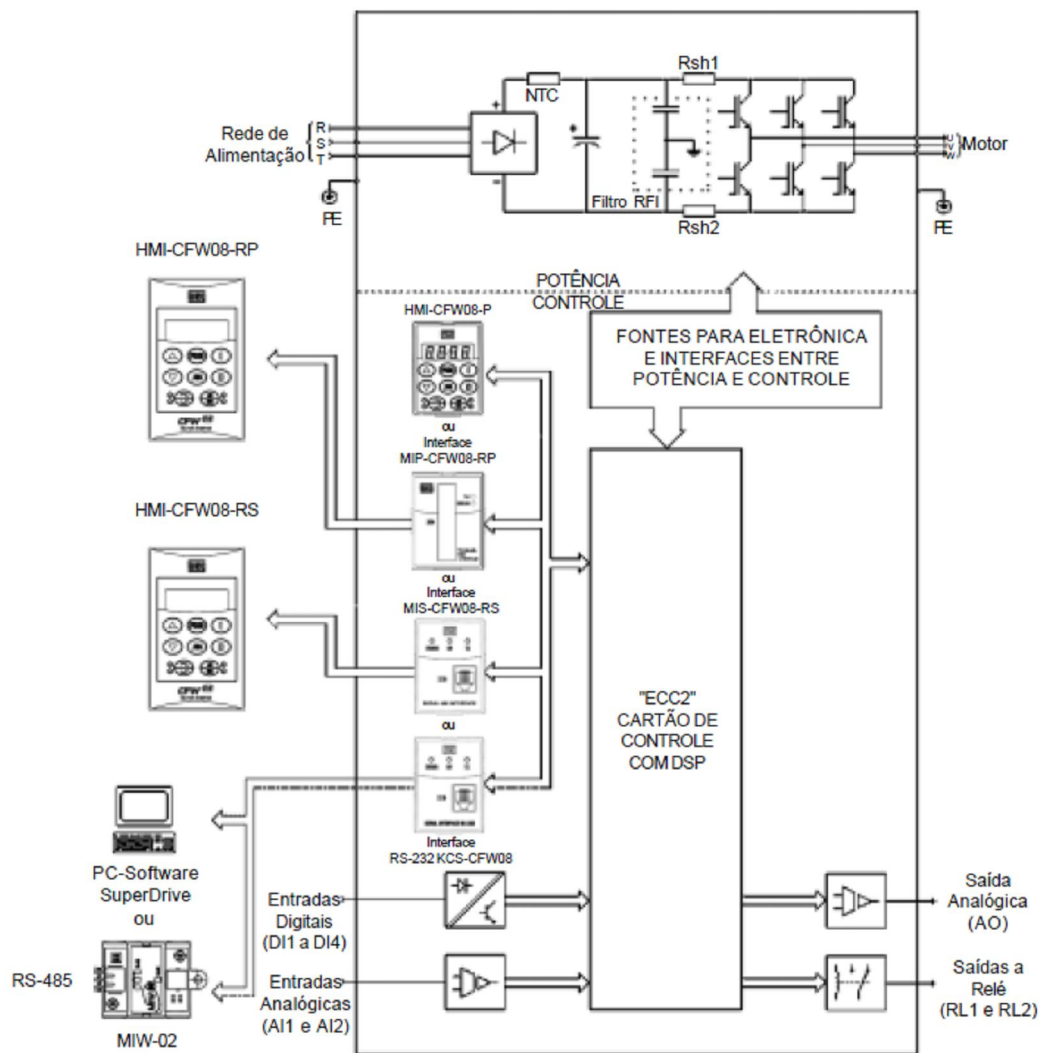 Rsh1
NTC
+
+
-
Rede de
Alimentação
R
S
T
U
V
W
Motor
Filtro RFI
Rsh2
PE
PE
POTÊNCIA
CONTROLE
HMI-CFW08-RP
HMI-CFW08-P
FONTES PARA ELETRÔNICA
E INTERFACES ENTRE
POTÊNCIA E CONTROLE
ou
Interface
MIP-CFW08-RP
HMI-CFW08-RS
ou
Interface
MIS-CFW08-RS
ou
"ECC2"
CARTÃO DE
CONTROLE
COM DSP
Interface
RS-232 KCS-CFW08
PC-Software
SuperDrive
ou
RS-485
MIW-02
Entradas
Digitais
(DI1 a DI4)
Entradas
Analógicas
(AI1 e AI2)
Saída
Analógica
(AO)
Saídas a
Relé
(RL1 e RL2)